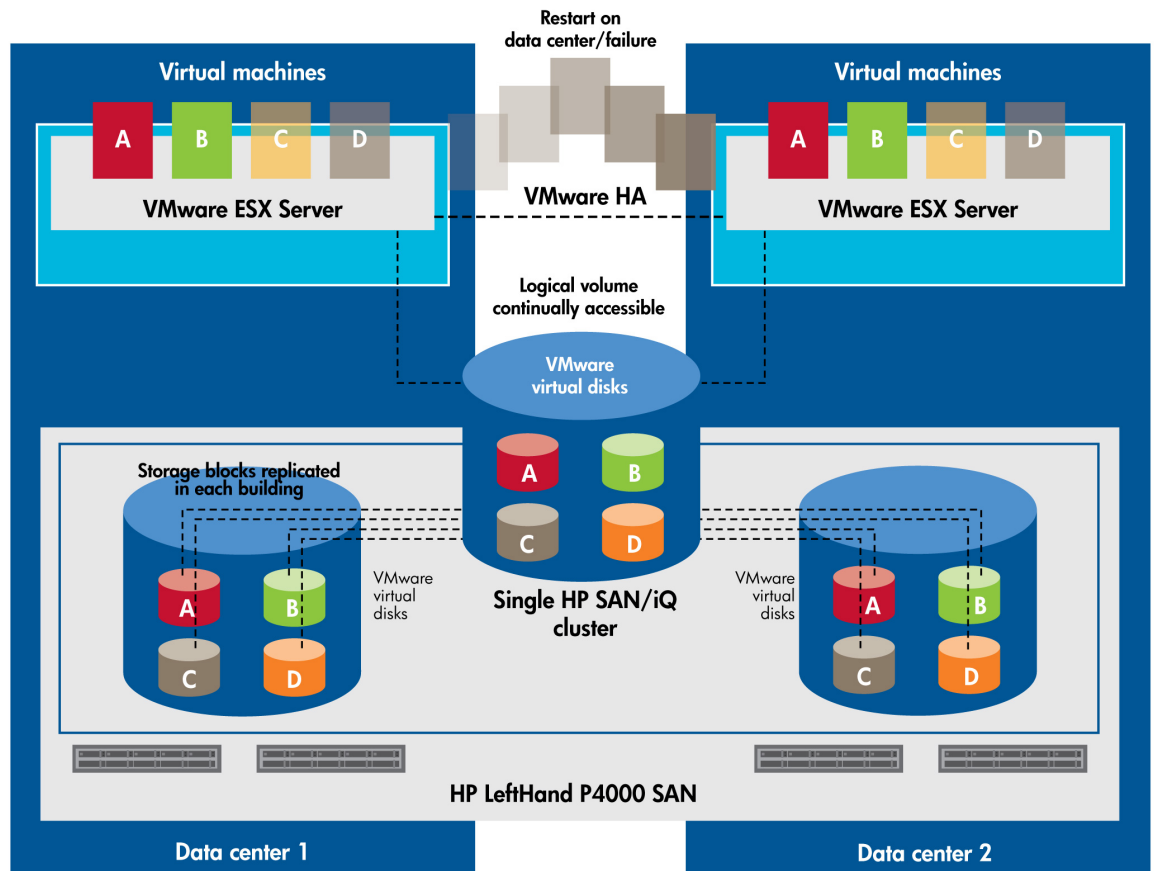 Restart on
data center/failure
Virtual machines
Virtual machines
A B C D
A B C D
VMware ESX Server
VMware HA
VMware ESX Server
Logical volume
continually accessible
VMware
virtual disks
A B
C D
Storage blocks replicated
in each building
A B
C D
VMware
virtual
disks
Single HP SAN/iQ
cluster
VMware
virtual
disks
A B
C D
HP LeftHand P4000 SAN
Data center 1
Data center 2